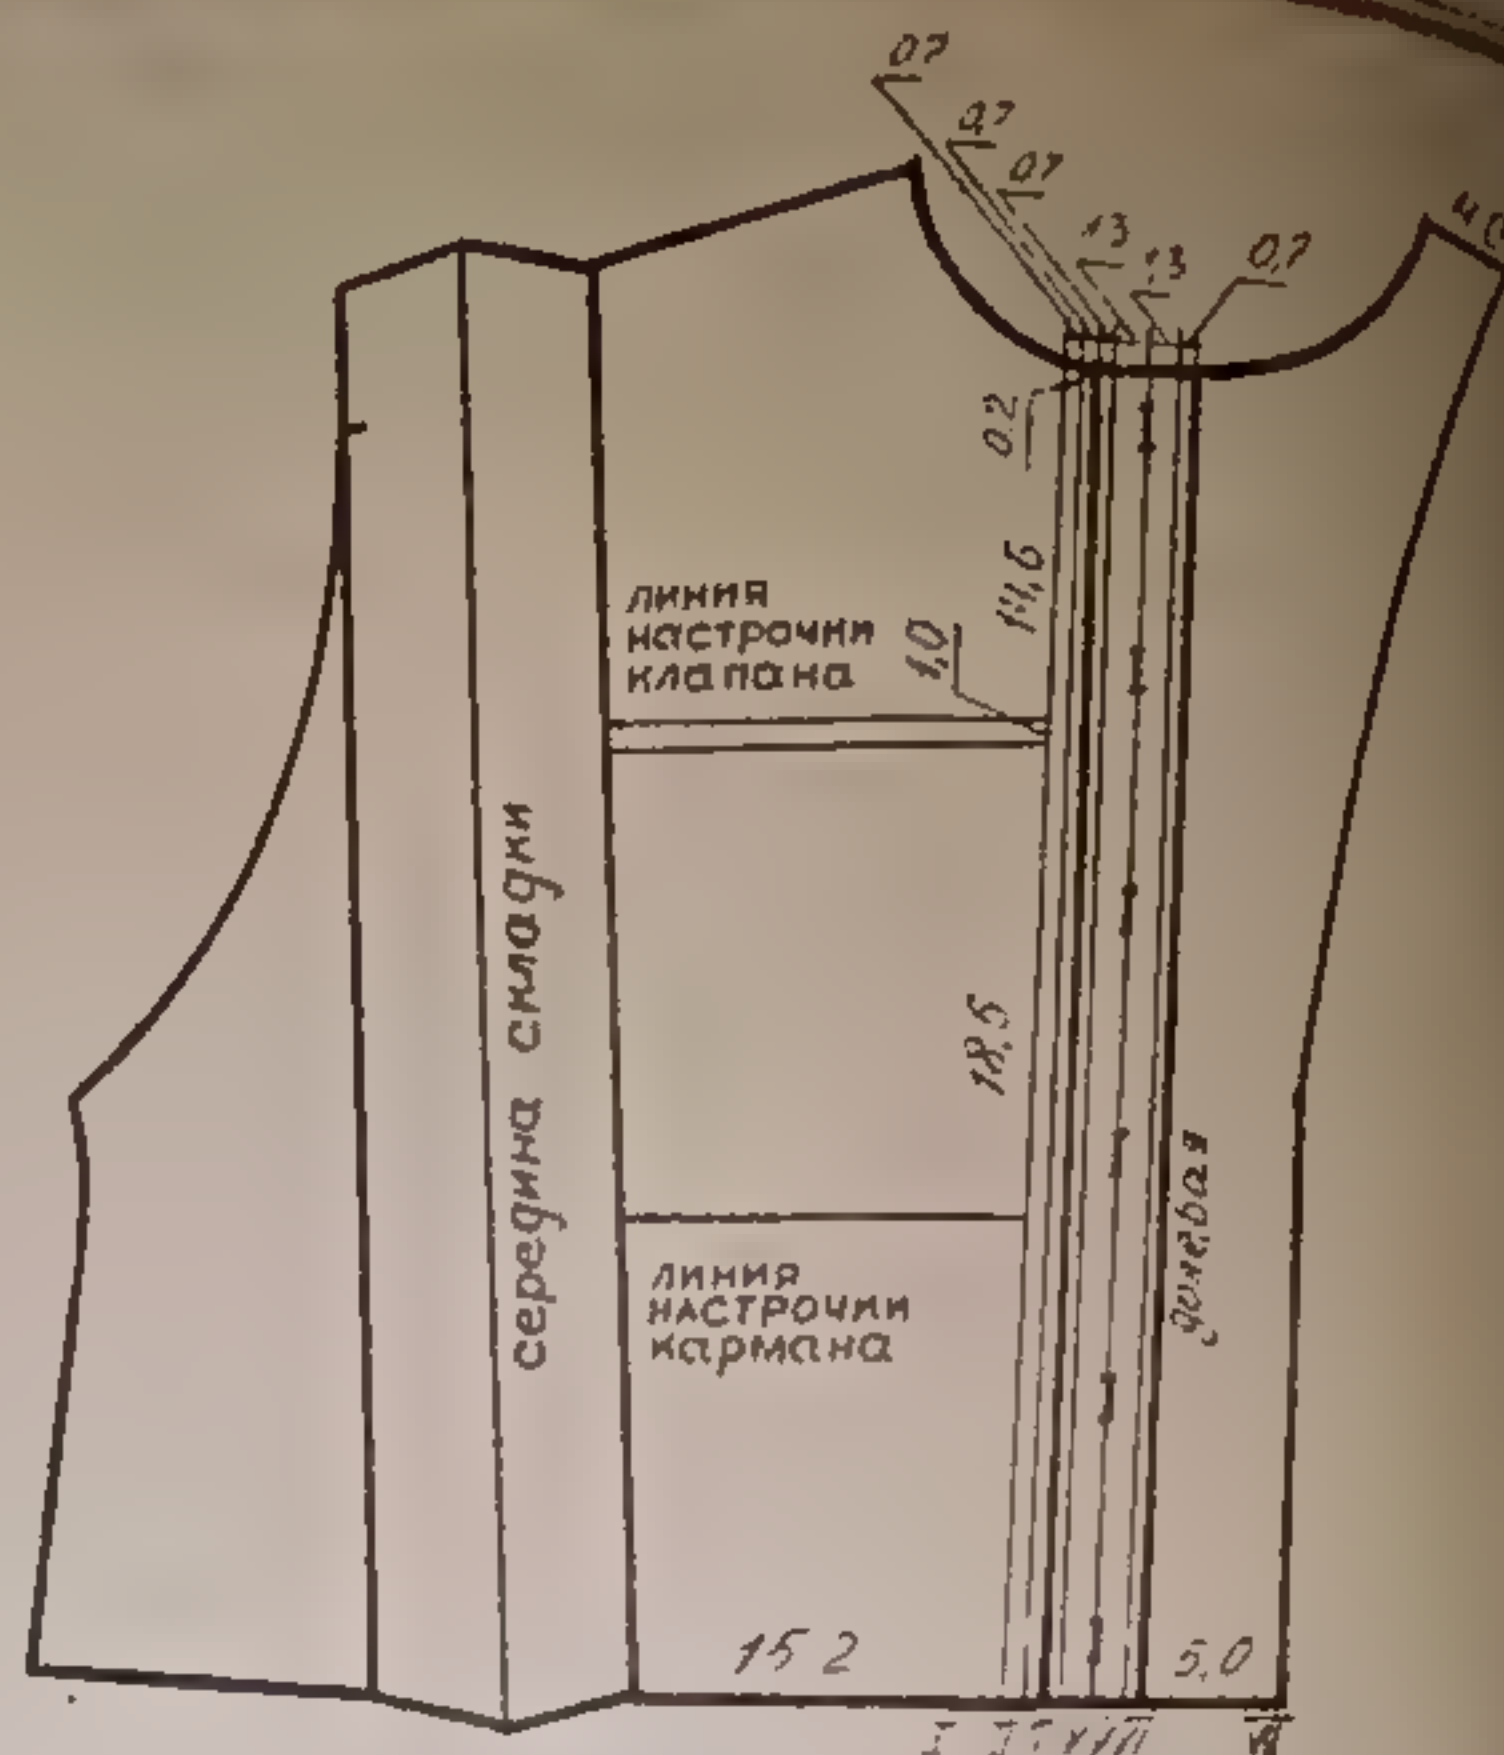 0,7
0,7
0,7
1,3
1,3
0,7
0,2
14,6
линия
настрочки
клапана
1,0
середина складки
18,5
долевая
линия
настрочки
кармана
15 2
5,0